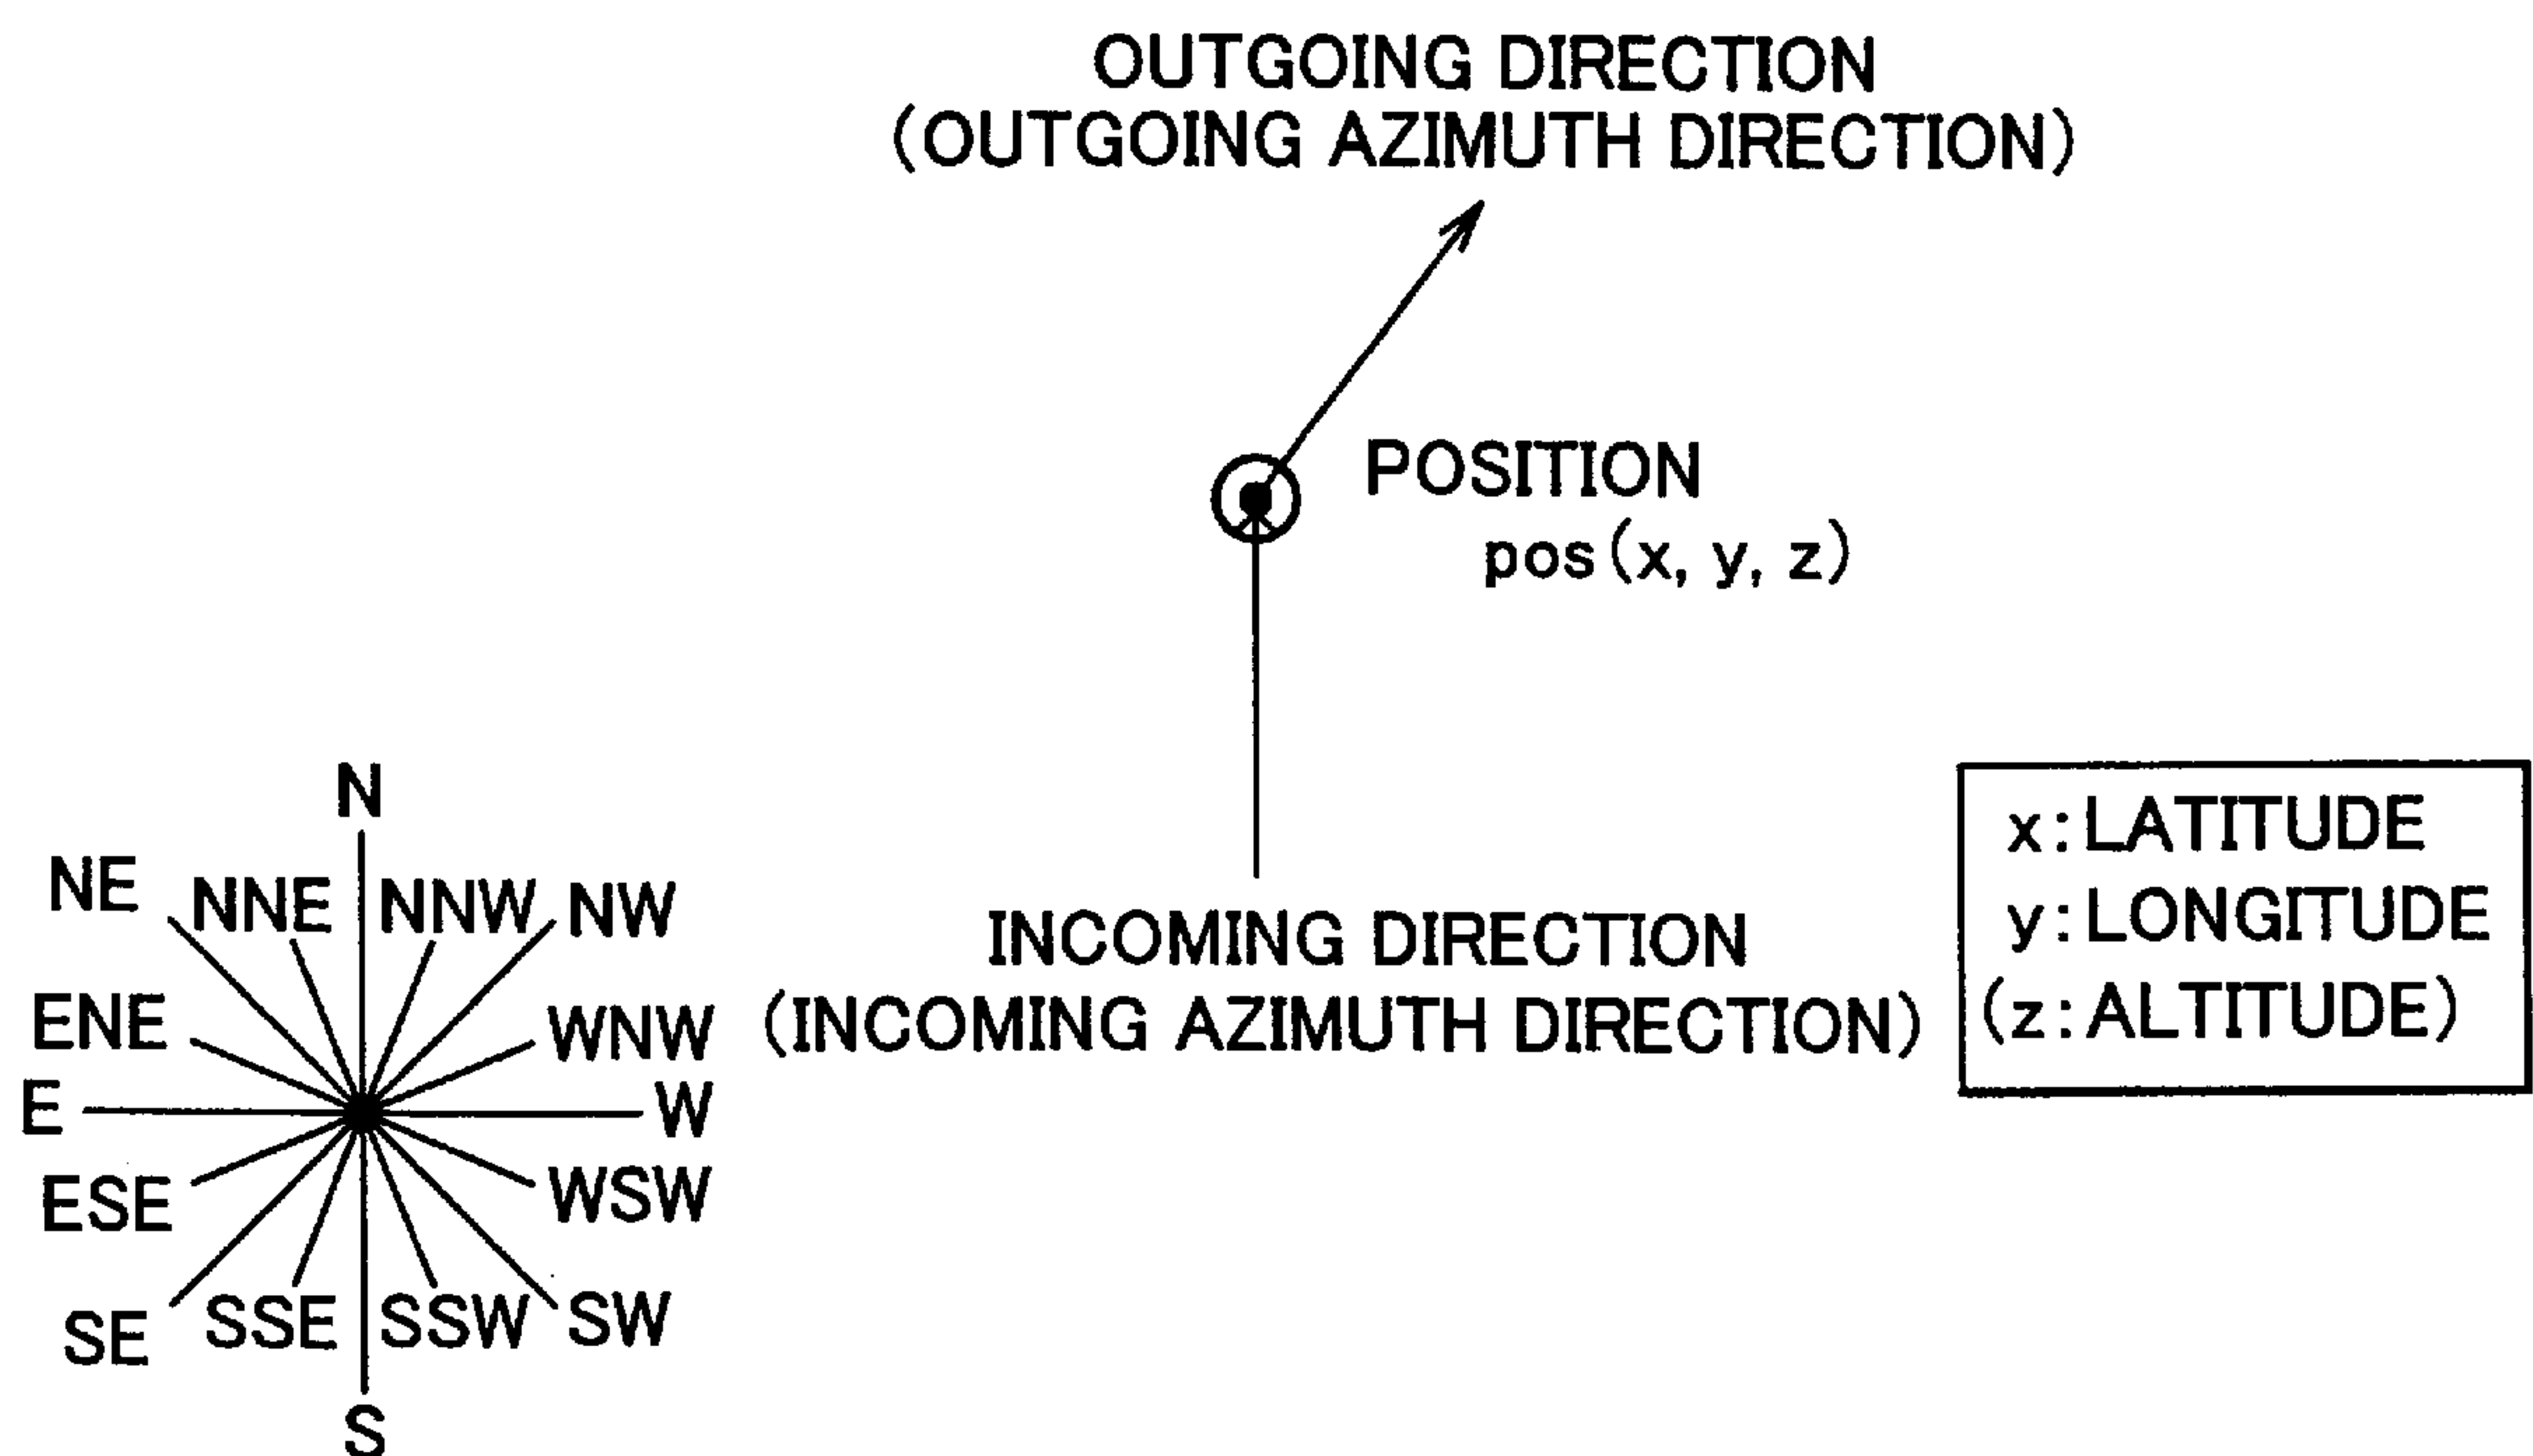 OUTGOING DIRECTION
(OUTGOING AZIMUTH DIRECTION)
POSITION
pos(x, y, z)
N
NE
NNE
NNW
NW
ENE
WNW
E
W
ESE
WSW
SE
SSE
SSW
SW
S
INCOMING DIRECTION
(INCOMING AZIMUTH DIRECTION)
x:LATITUDE
y:LONGITUDE
(z:ALTITUDE)